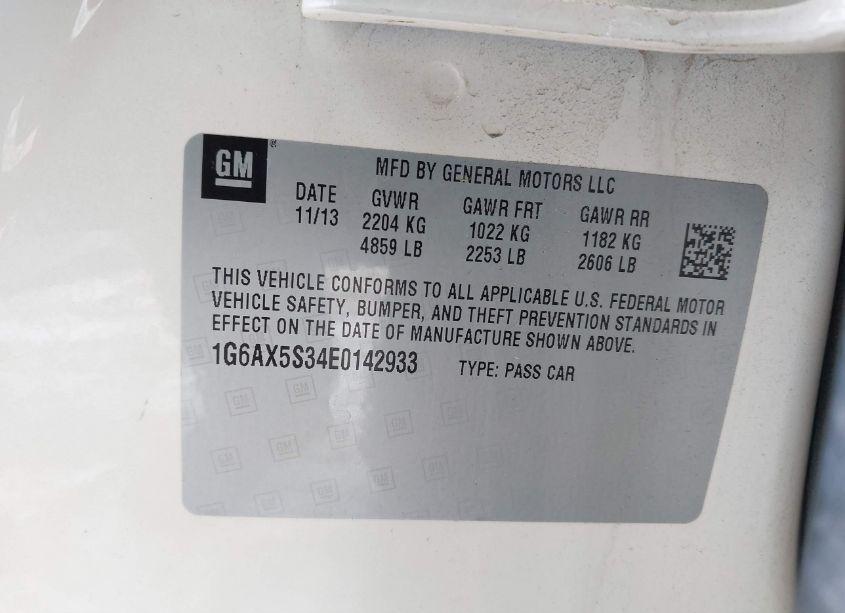 GM
MFD BY GENERAL MOTORS LLC
DATE GVWR GAWR FRT GAWR RR
11/13 2204 KG 1022 KG 1182 KG
4859 LB 2253 LB 2606 LB
THIS VEHICLE CONFORMS TO ALL APPLICABLE U.S. FEDERAL MOTOR
VEHICLE SAFETY, BUMPER, AND THEFT PREVENTION STANDARDS IN
EFFECT ON THE DATE OF MANUFACTURE SHOWN ABOVE.
1G6AX5S34E0142933 TYPE: PASS CAR